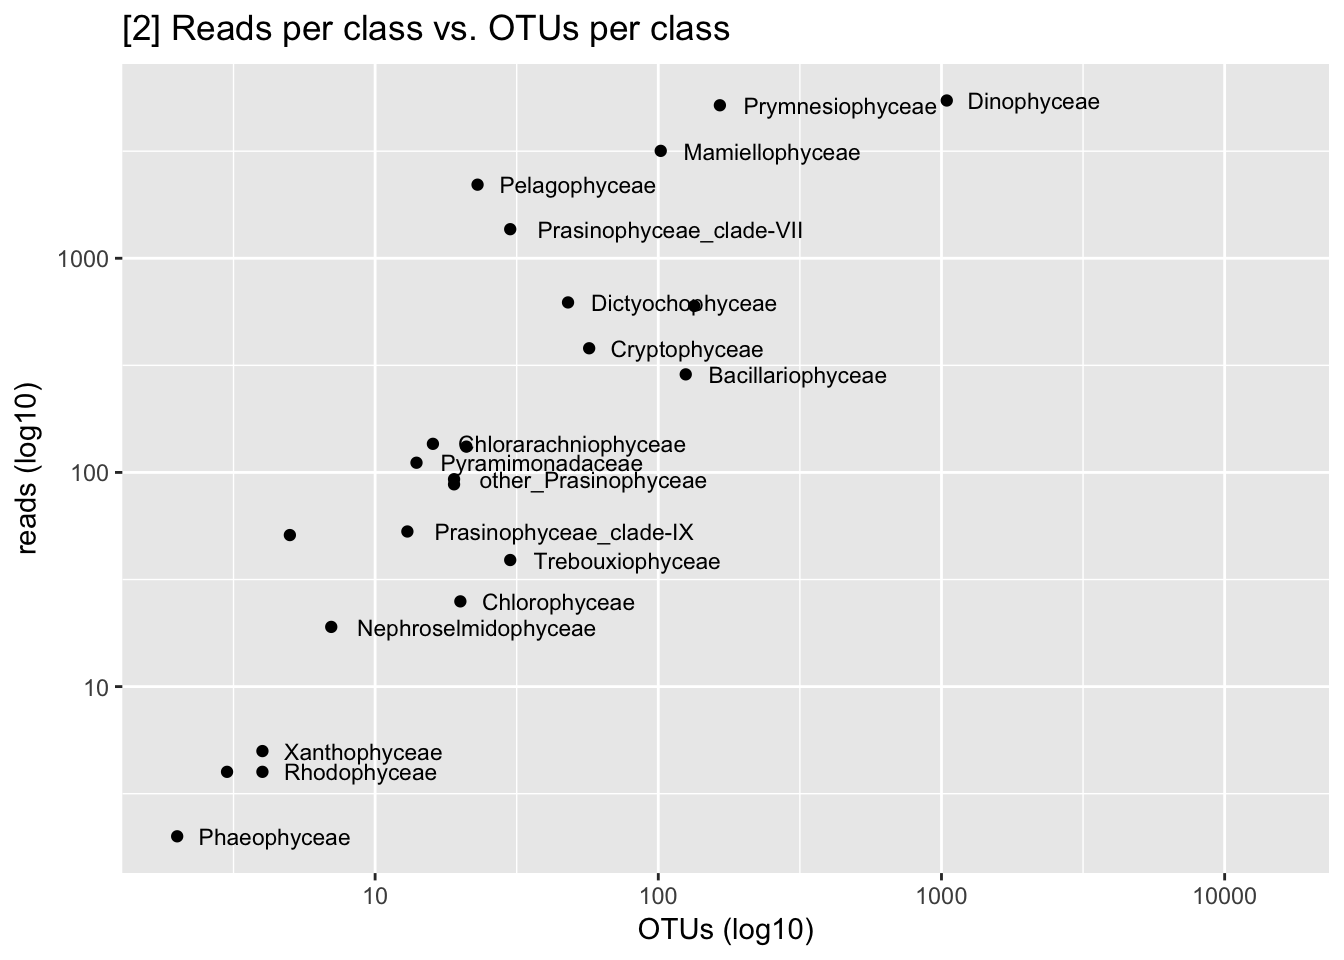 [2] Reads per class vs. OTUs per class
Prymnesiophyceae
Dinophyceae
Mamiellophyceae
Pelagophyceae
Prasinophyceae_clade-VII
1000
Dictyochophyceae
Cryptophyceae
Bacillariophyceae
Chlorarachniophyceae
Pyramimonadaceae
100
other_Prasinophyceae
Prasinophyceae_clade-IX
Trebouxiophyceae
Chlorophyceae
Nephroselmidophyceae
10
Xanthophyceae
Rhodophyceae
Phaeophyceae
reads (log10)
10 100 1000 10000
OTUs (log10)